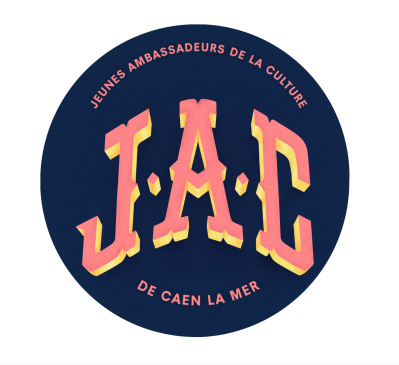 JEUNES AMBASSADEURS DE LA CULTURE
J·A·C
DE CAEN LA MER